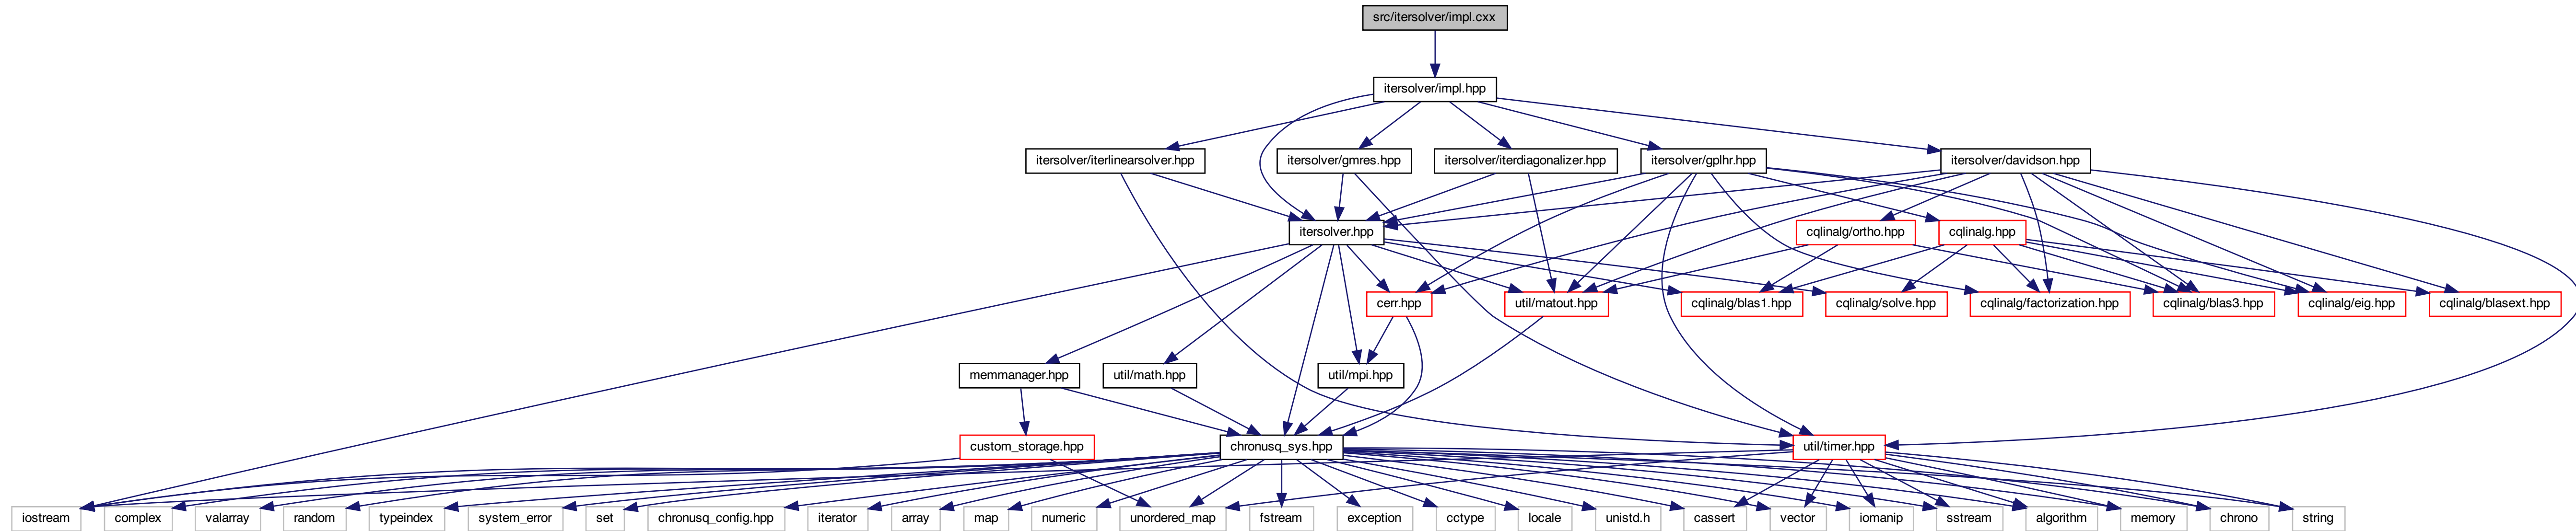 src/itersolver/impl.cxx
itersolver/impl.hpp
itersolver/iterlinearsolver.hpp
itersolver/gmres.hpp
itersolver/iterdiagonalizer.hpp
itersolver/gplhr.hpp
itersolver/davidson.hpp
itersolver.hpp
cqlinalg/ortho.hpp
cqlinalg.hpp
cerr.hpp
util/matout.hpp
cqlinalg/blas1.hpp
cqlinalg/solve.hpp
cqlinalg/factorization.hpp
cqlinalg/blas3.hpp
cqlinalg/eig.hpp
cqlinalg/blasext.hpp
memmanager.hpp
util/math.hpp
util/mpi.hpp
custom_storage.hpp
chronusq_sys.hpp
util/timer.hpp
iostream
complex
valarray
random
typeindex
system_error
set
chronusq_config.hpp
iterator
array
map
numeric
unordered_map
fstream
exception
cctype
locale
unistd.h
cassert
vector
iomanip
sstream
algorithm
memory
chrono
string